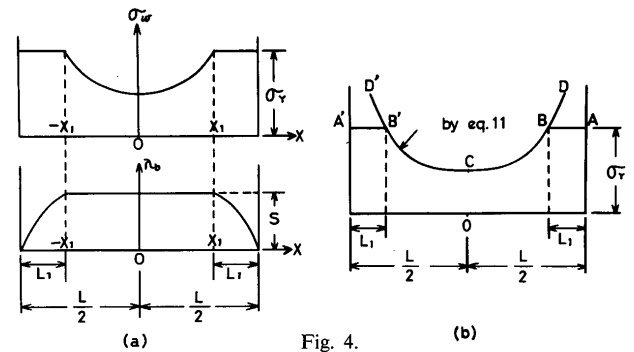 σw
σY
-X₁
X₁
O
X
λb
S
-X₁
X₁
O
X
L₁
L₁
L/2
L/2
(a)
D'
D
A'
B'
by eq.11
B
A
C
σY
O
L₁
L₁
L/2
L/2
(b)
Fig. 4.